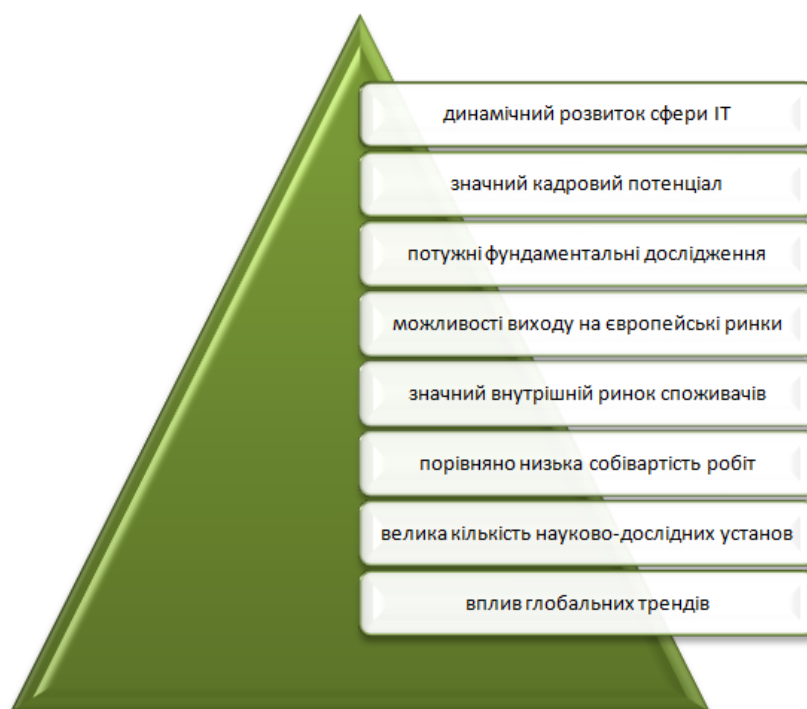 динамічний розвиток сфери ІТ
значний кадровий потенціал
потужні фундаментальні дослідження
можливості виходу на європейські ринки
значний внутрішній ринок споживачів
порівняно низька собівартість робіт
велика кількість науково-дослідних установ
вплив глобальних трендів